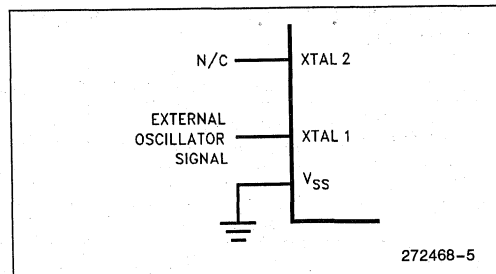 N/C XTAL 2
EXTERNAL
OSCILLATOR XTAL 1
SIGNAL
VSS
272468-5